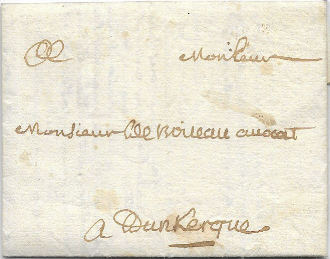 A Monsieur
Monsieur De Boileau avocat
A Dunkerque